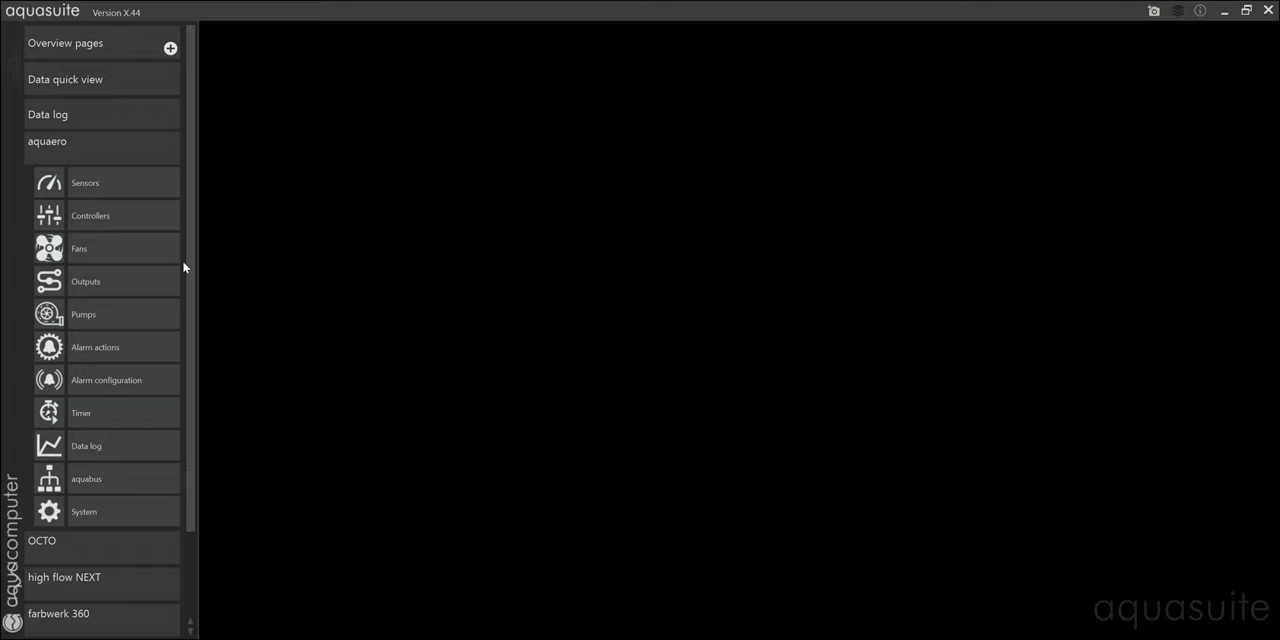 aquasuite Version X.44
Overview pages
Data quick view
Data log
aquaero
Sensors
Controllers
Fans
Outputs
Pumps
Alarm actions
Alarm configuration
Timer
Data log
aquabus
System
OCTO
high flow NEXT
farbwerk 360
aquacomputer
aquasuite